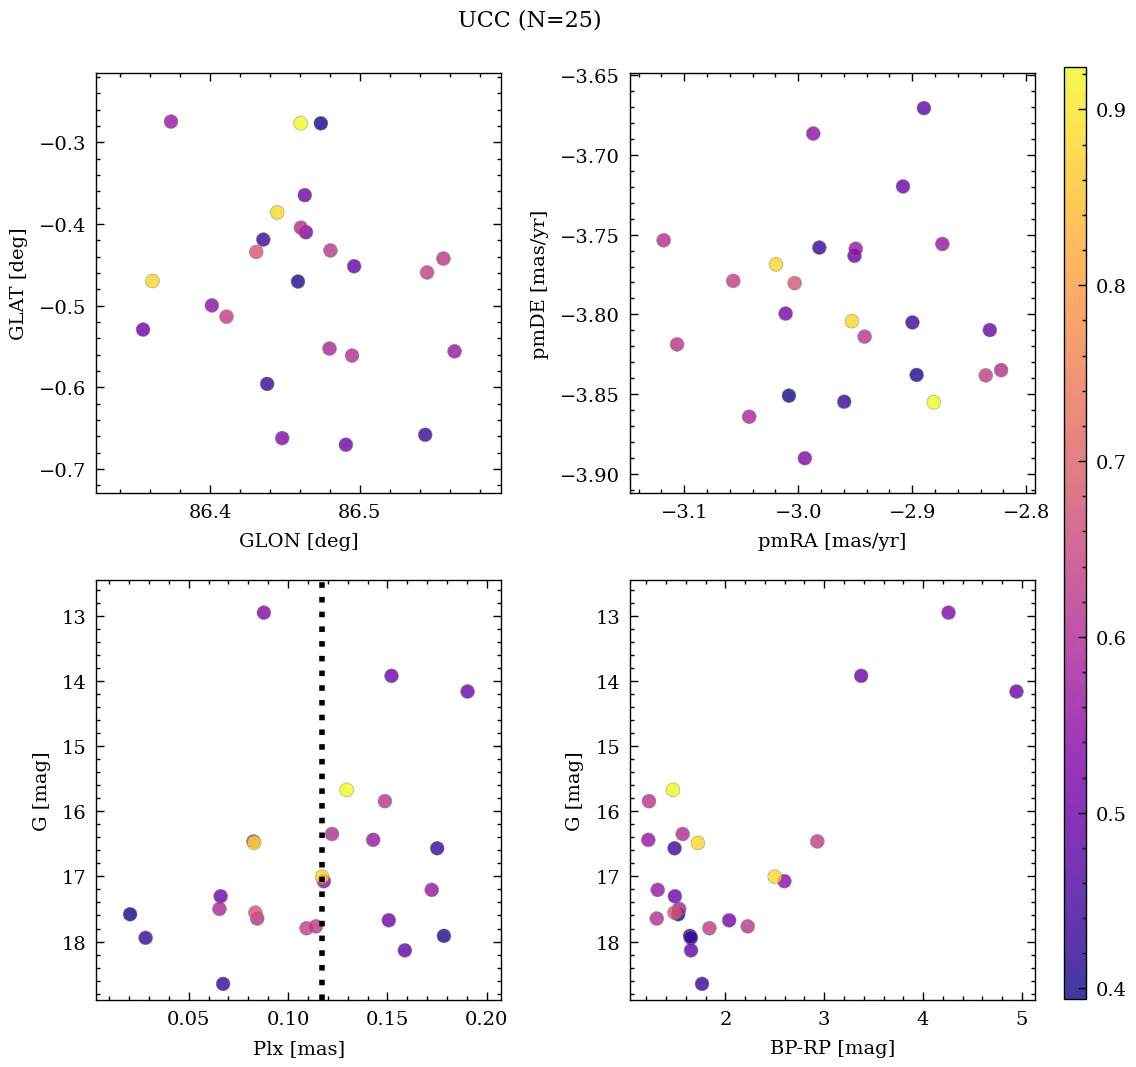 UCC (N=25)
−0.3
−0.4
−0.5
−0.6
−0.7
GLAT [deg]
86.4 86.5
GLON [deg]
−3.65
−3.70
−3.75
−3.80
−3.85
−3.90
pmDE [mas/yr]
−3.1 −3.0 −2.9 −2.8
pmRA [mas/yr]
13
14
15
16
17
18
G [mag]
0.05 0.10 0.15 0.20
Plx [mas]
13
14
15
16
17
18
G [mag]
2 3 4 5
BP-RP [mag]
0.9
0.8
0.7
0.6
0.5
0.4